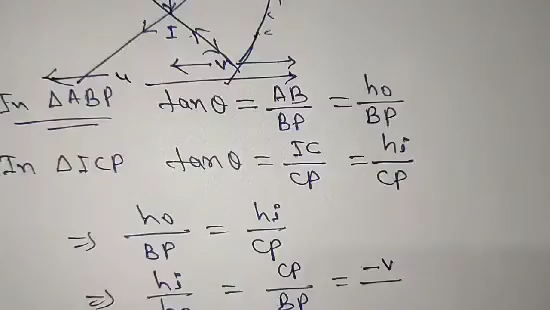 I
u
v
In ΔABP tanθ = AB/BP = ho/BP
In ΔICP tanθ = IC/CP = hi/CP
⇒ ho/BP = hi/CP
⇒ hi/ho = CP/BP = -v